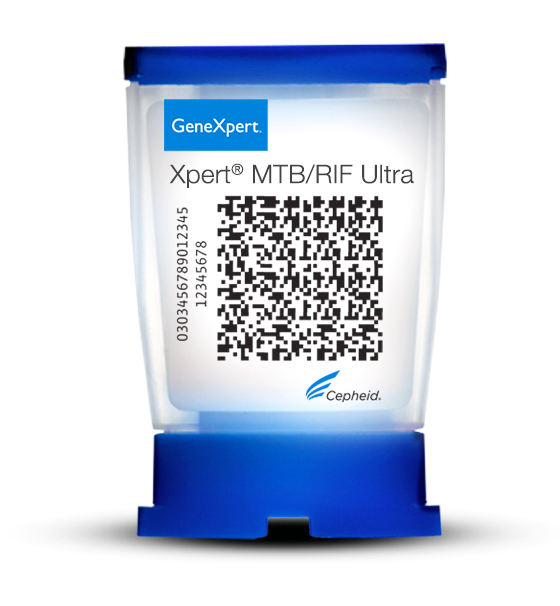 GeneXpert.
Xpert® MTB/RIF Ultra
0303456789012345
12345678
Cepheid.